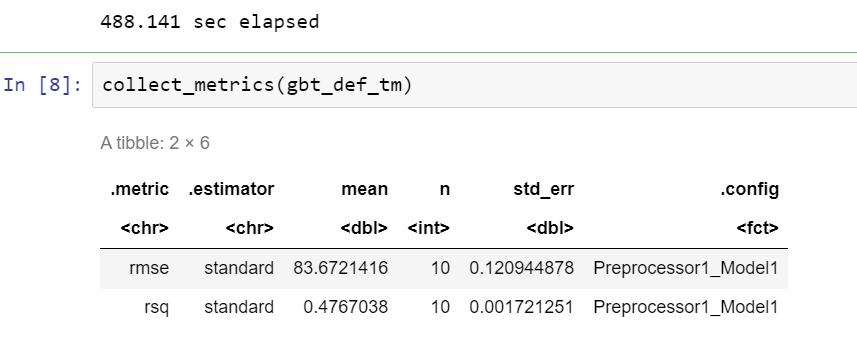 488.141 sec elapsed
In [8]: collect_metrics(gbt_def_tm)
A tibble: 2 × 6
.metric .estimator mean n std_err .config
<chr> <chr> <dbl> <int> <dbl> <fct>
rmse standard 83.6721416 10 0.120944878 Preprocessor1_Model1
rsq standard 0.4767038 10 0.001721251 Preprocessor1_Model1